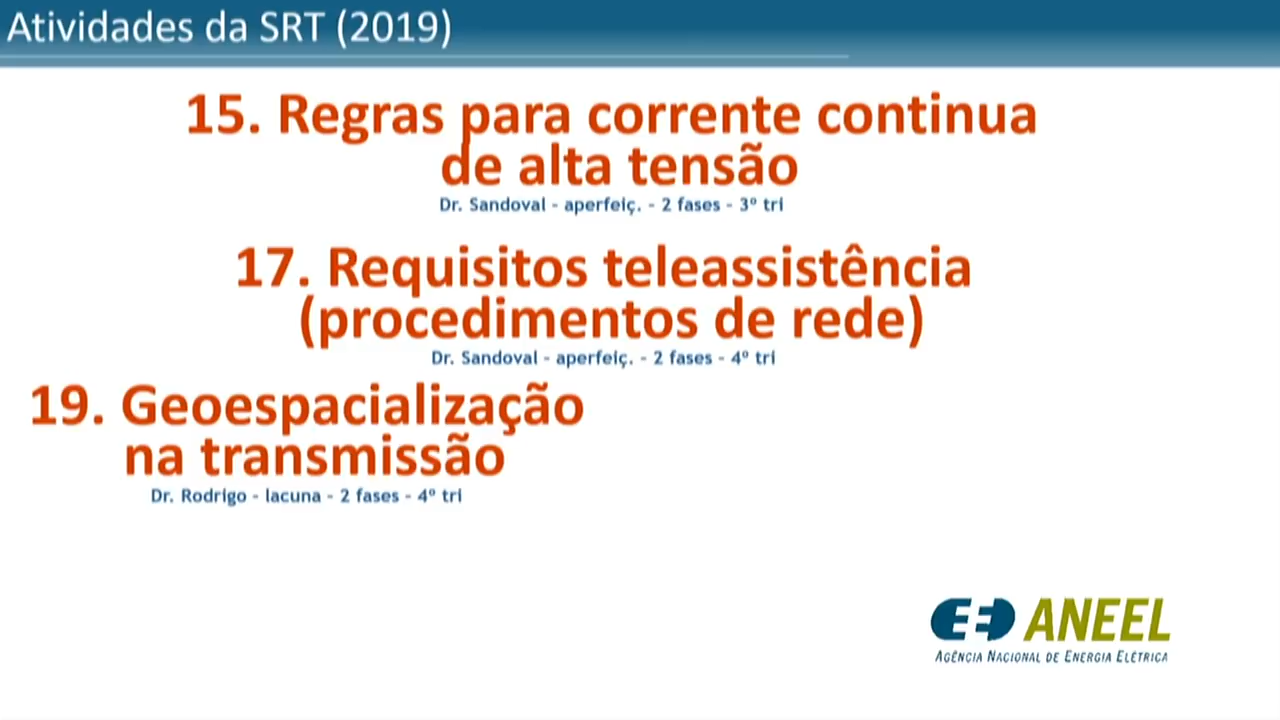 Atividades da SRT (2019)
15. Regras para corrente continua
de alta tensão
Dr. Sandoval - aperfeiç. - 2 fases - 3º tri
17. Requisitos teleassistência
(procedimentos de rede)
Dr. Sandoval - aperfeiç. - 2 fases - 4º tri
19. Geoespacialização
na transmissão
Dr. Rodrigo - lacuna - 2 fases - 4º tri
ANEEL
AGÊNCIA NACIONAL DE ENERGIA ELÉTRICA